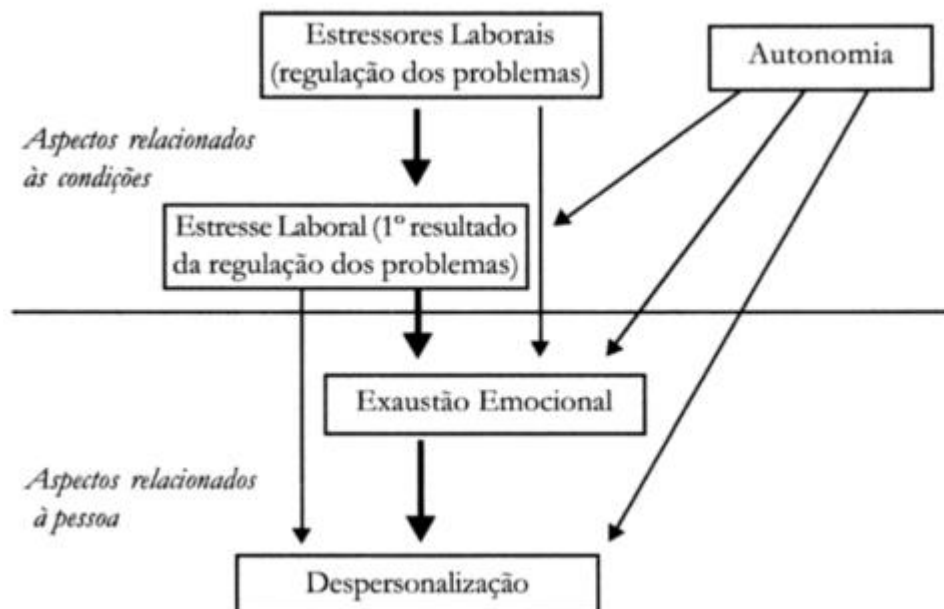 Estressores Laborais
(regulação dos problemas)
Autonomia
Aspectos relacionados
às condições
Estresse Laboral (1º resultado
da regulação dos problemas)
Exaustão Emocional
Aspectos relacionados
à pessoa
Despersonalização